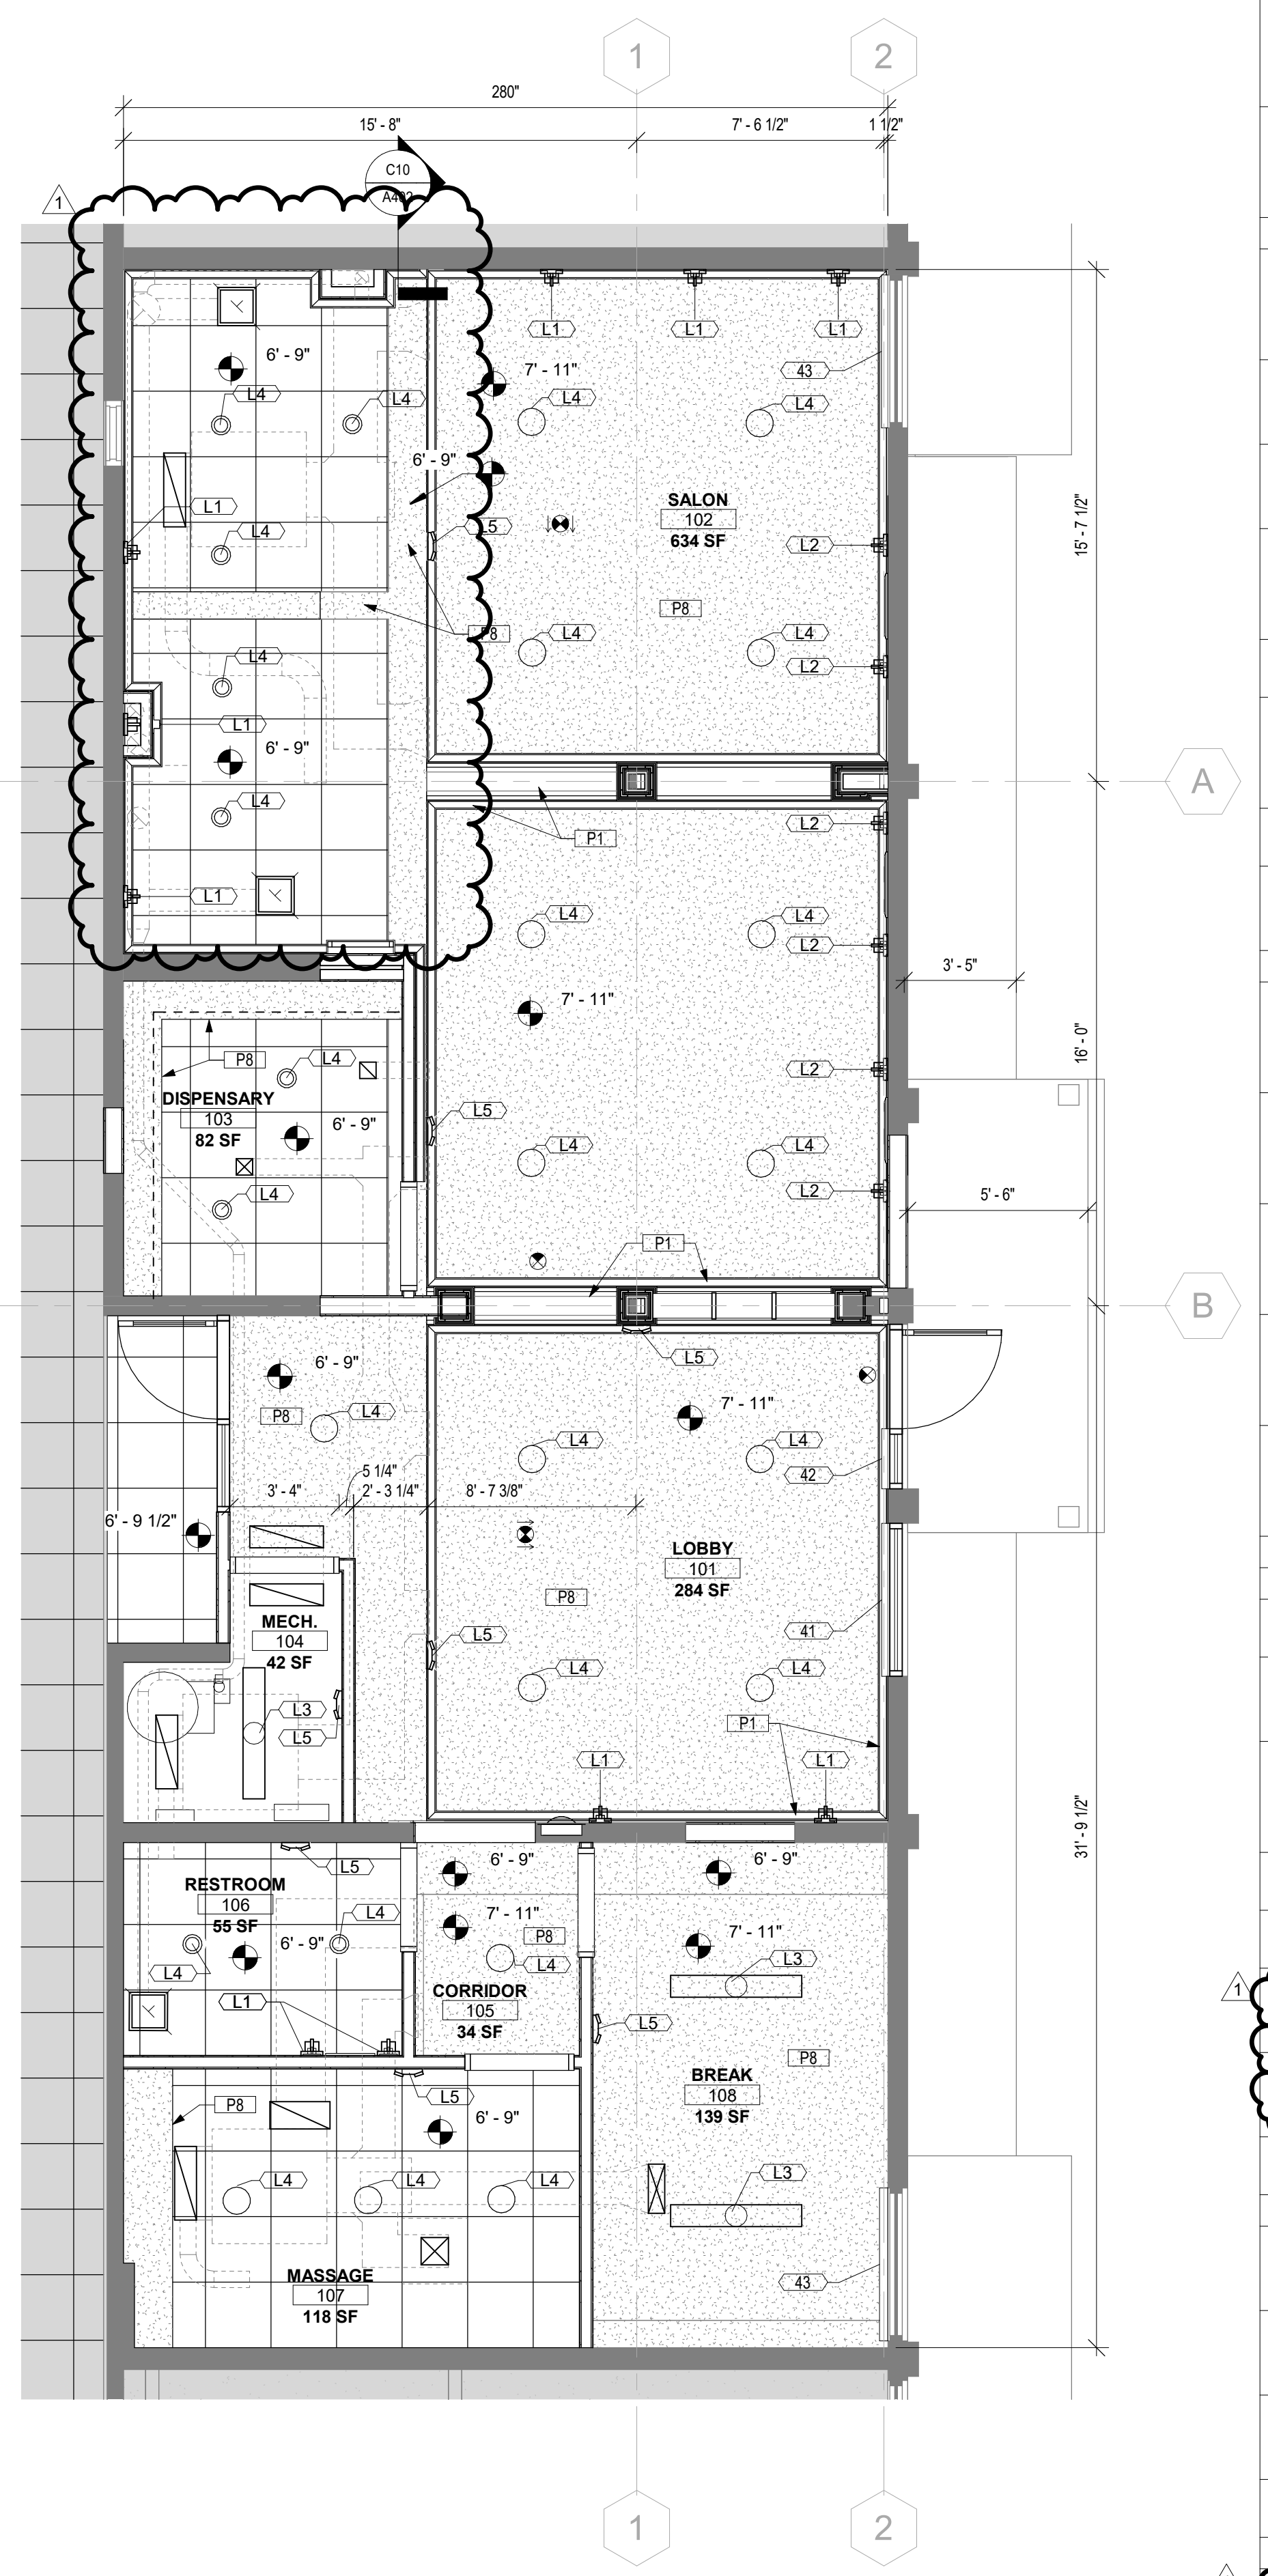 1
2
280"
15' - 8"
7' - 6 1/2"
1 1/2"
C10
A402
1
L1
L1
L1
6' - 9"
7' - 11"
43
L4
L4
L4
L4
6' - 9"
SALON
102
634 SF
L1
L5
15' - 7 1/2"
L4
L2
P8
P8
L4
L4
L4
L2
L1
6' - 9"
A
L4
P1
L2
L1
L4
L4
L2
3' - 5"
7' - 11"
16' - 0"
P8
L4
L2
DISPENSARY
103
82 SF
6' - 9"
L5
L4
L4
L4
L2
5' - 6"
P1
B
6' - 9"
L5
7' - 11"
P8
L4
L4
L4
5 1/4"
42
3' - 4"
2' - 3 1/4"
8' - 7 3/8"
6' - 9 1/2"
LOBBY
101
284 SF
P8
MECH.
104
42 SF
L5
41
L4
L4
L3
L5
P1
L1
L1
31' - 9 1/2"
6' - 9"
6' - 9"
L5
RESTROOM
106
55 SF
L4
7' - 11"
P8
7' - 11"
6' - 9"
L4
L4
L3
CORRIDOR
105
34 SF
L1
L5
1
P8
BREAK
108
139 SF
L5
P8
6' - 9"
L4
L4
L4
L3
MASSAGE
107
118 SF
43
1
2